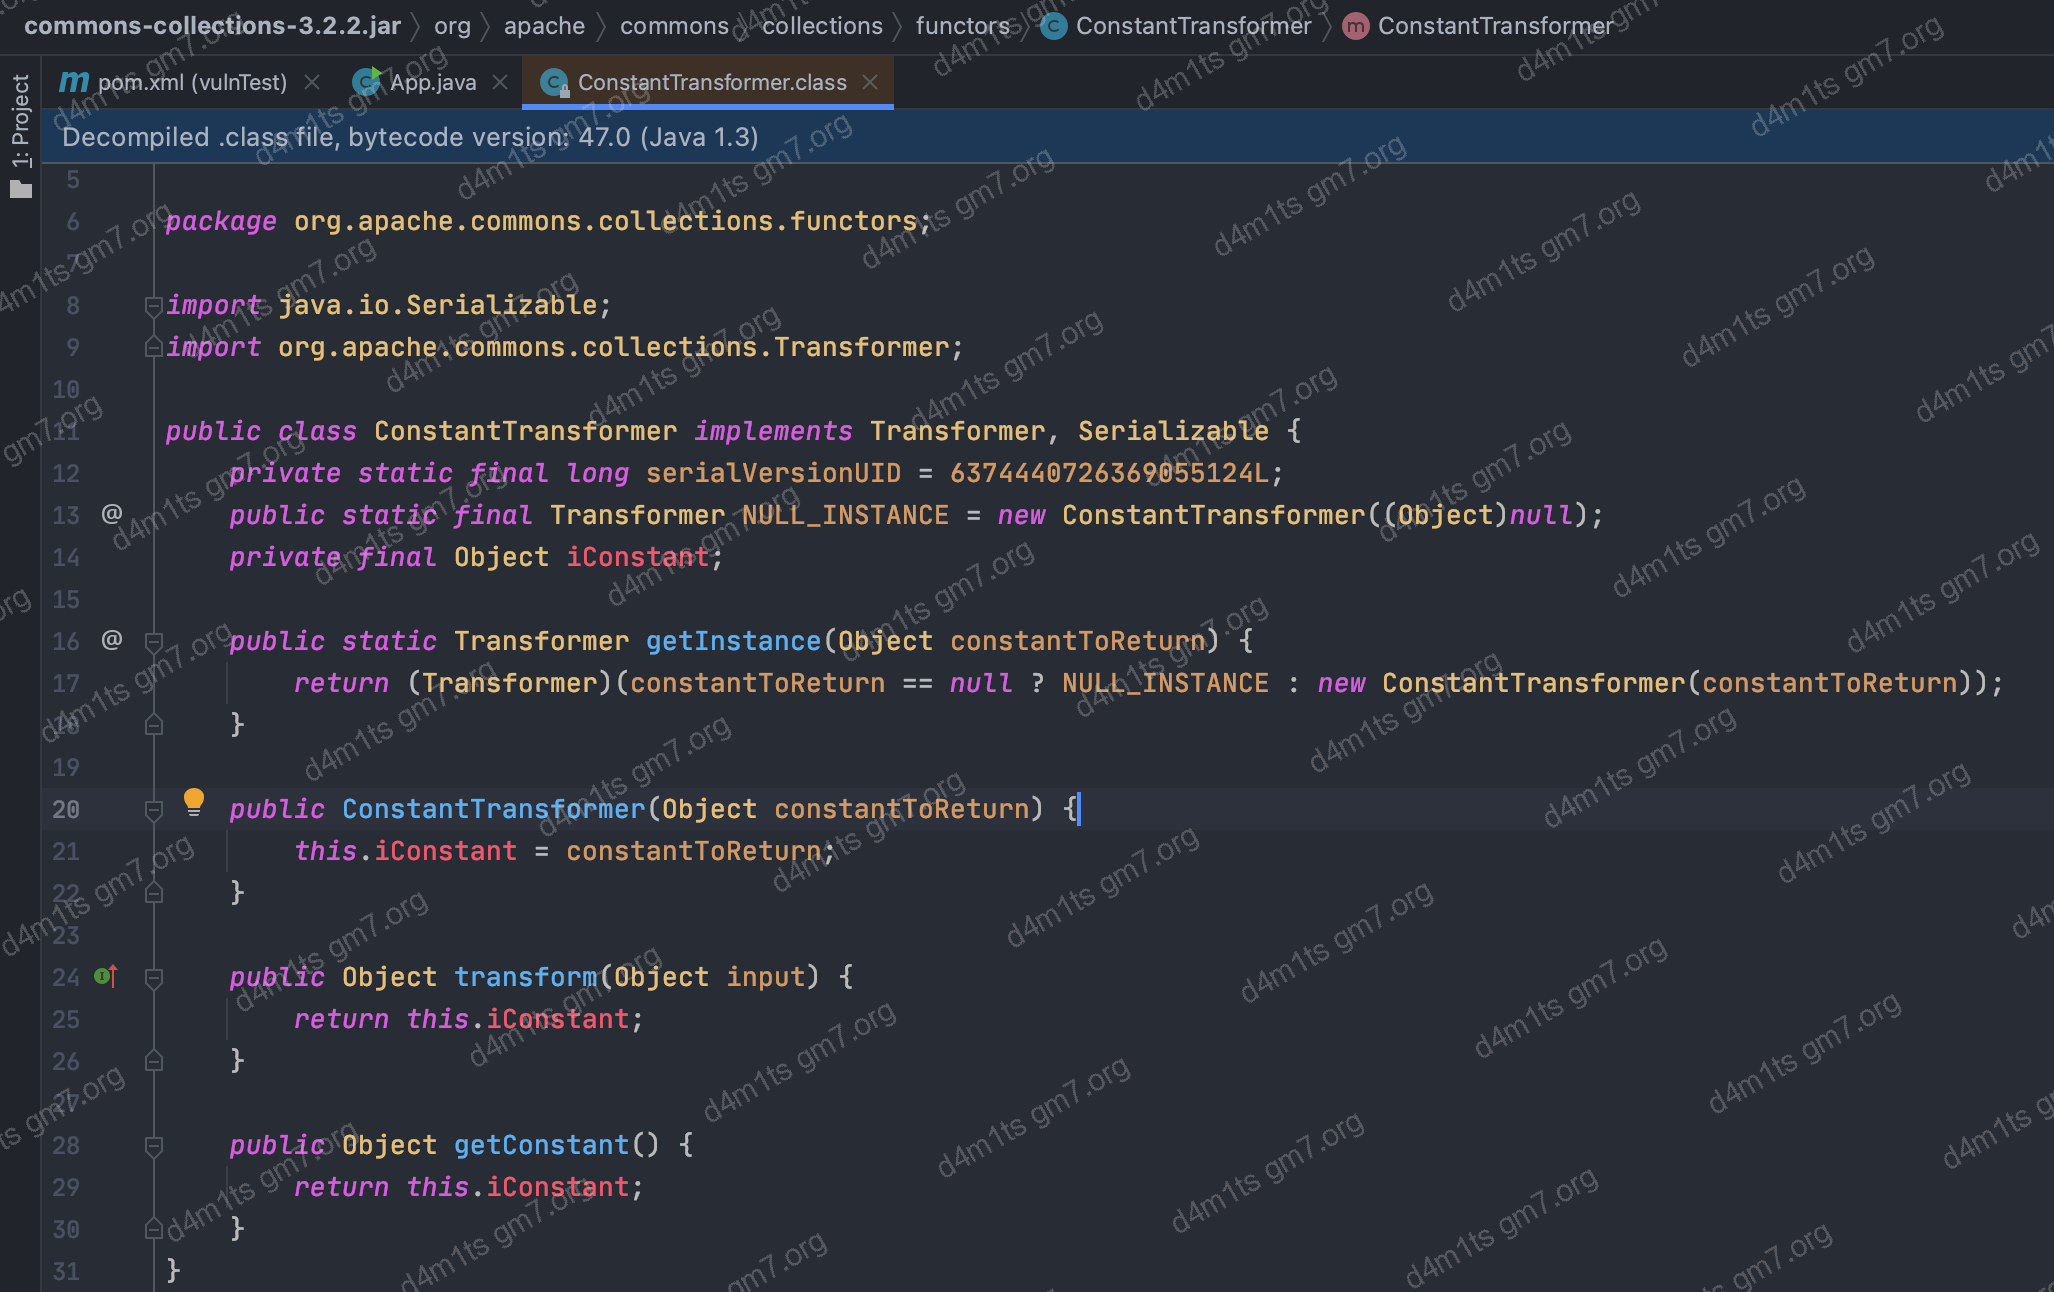 commons-collections-3.2.2.jar org apache commons collections functors ConstantTransformer ConstantTransformer
pom.xml (vulnTest) App.java ConstantTransformer.class
1: Project
Decompiled .class file, bytecode version: 47.0 (Java 1.3)
5
6 package org.apache.commons.collections.functors;
7
8 import java.io.Serializable;
9 import org.apache.commons.collections.Transformer;
10
11 public class ConstantTransformer implements Transformer, Serializable {
12 private static final long serialVersionUID = 6374440726369055124L;
13 @ public static final Transformer NULL_INSTANCE = new ConstantTransformer((Object)null);
14 private final Object iConstant;
15
16 @ public static Transformer getInstance(Object constantToReturn) {
17 return (Transformer)(constantToReturn == null ? NULL_INSTANCE : new ConstantTransformer(constantToReturn));
18 }
19
20 public ConstantTransformer(Object constantToReturn) {
21 this.iConstant = constantToReturn;
22 }
23
24 public Object transform(Object input) {
25 return this.iConstant;
26 }
27
28 public Object getConstant() {
29 return this.iConstant;
30 }
31 }
d4m1ts gm7.org